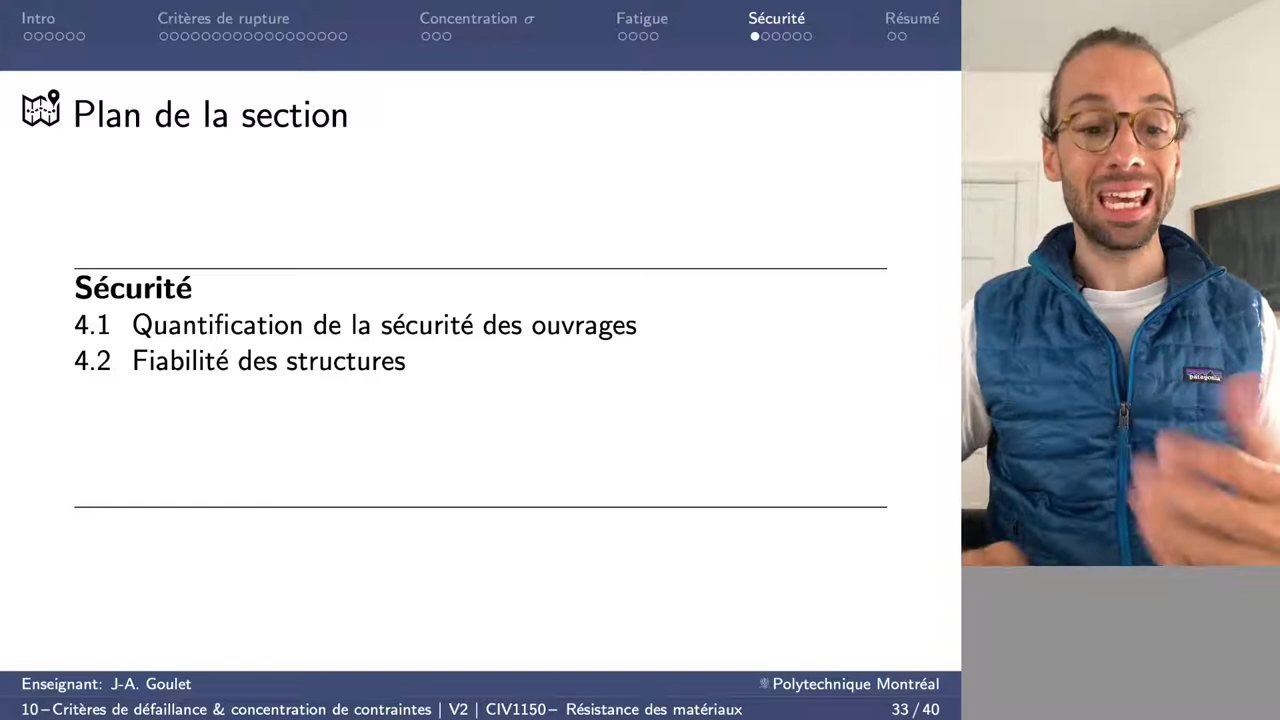 Intro
Critères de rupture
Concentration σ
Fatigue
Sécurité
Résumé
Plan de la section
Sécurité
4.1 Quantification de la sécurité des ouvrages
4.2 Fiabilité des structures
patagonia
Enseignant: J-A. Goulet
Polytechnique Montréal
10 – Critères de défaillance & concentration de contraintes | V2 | CIV1150 – Résistance des matériaux
33 / 40